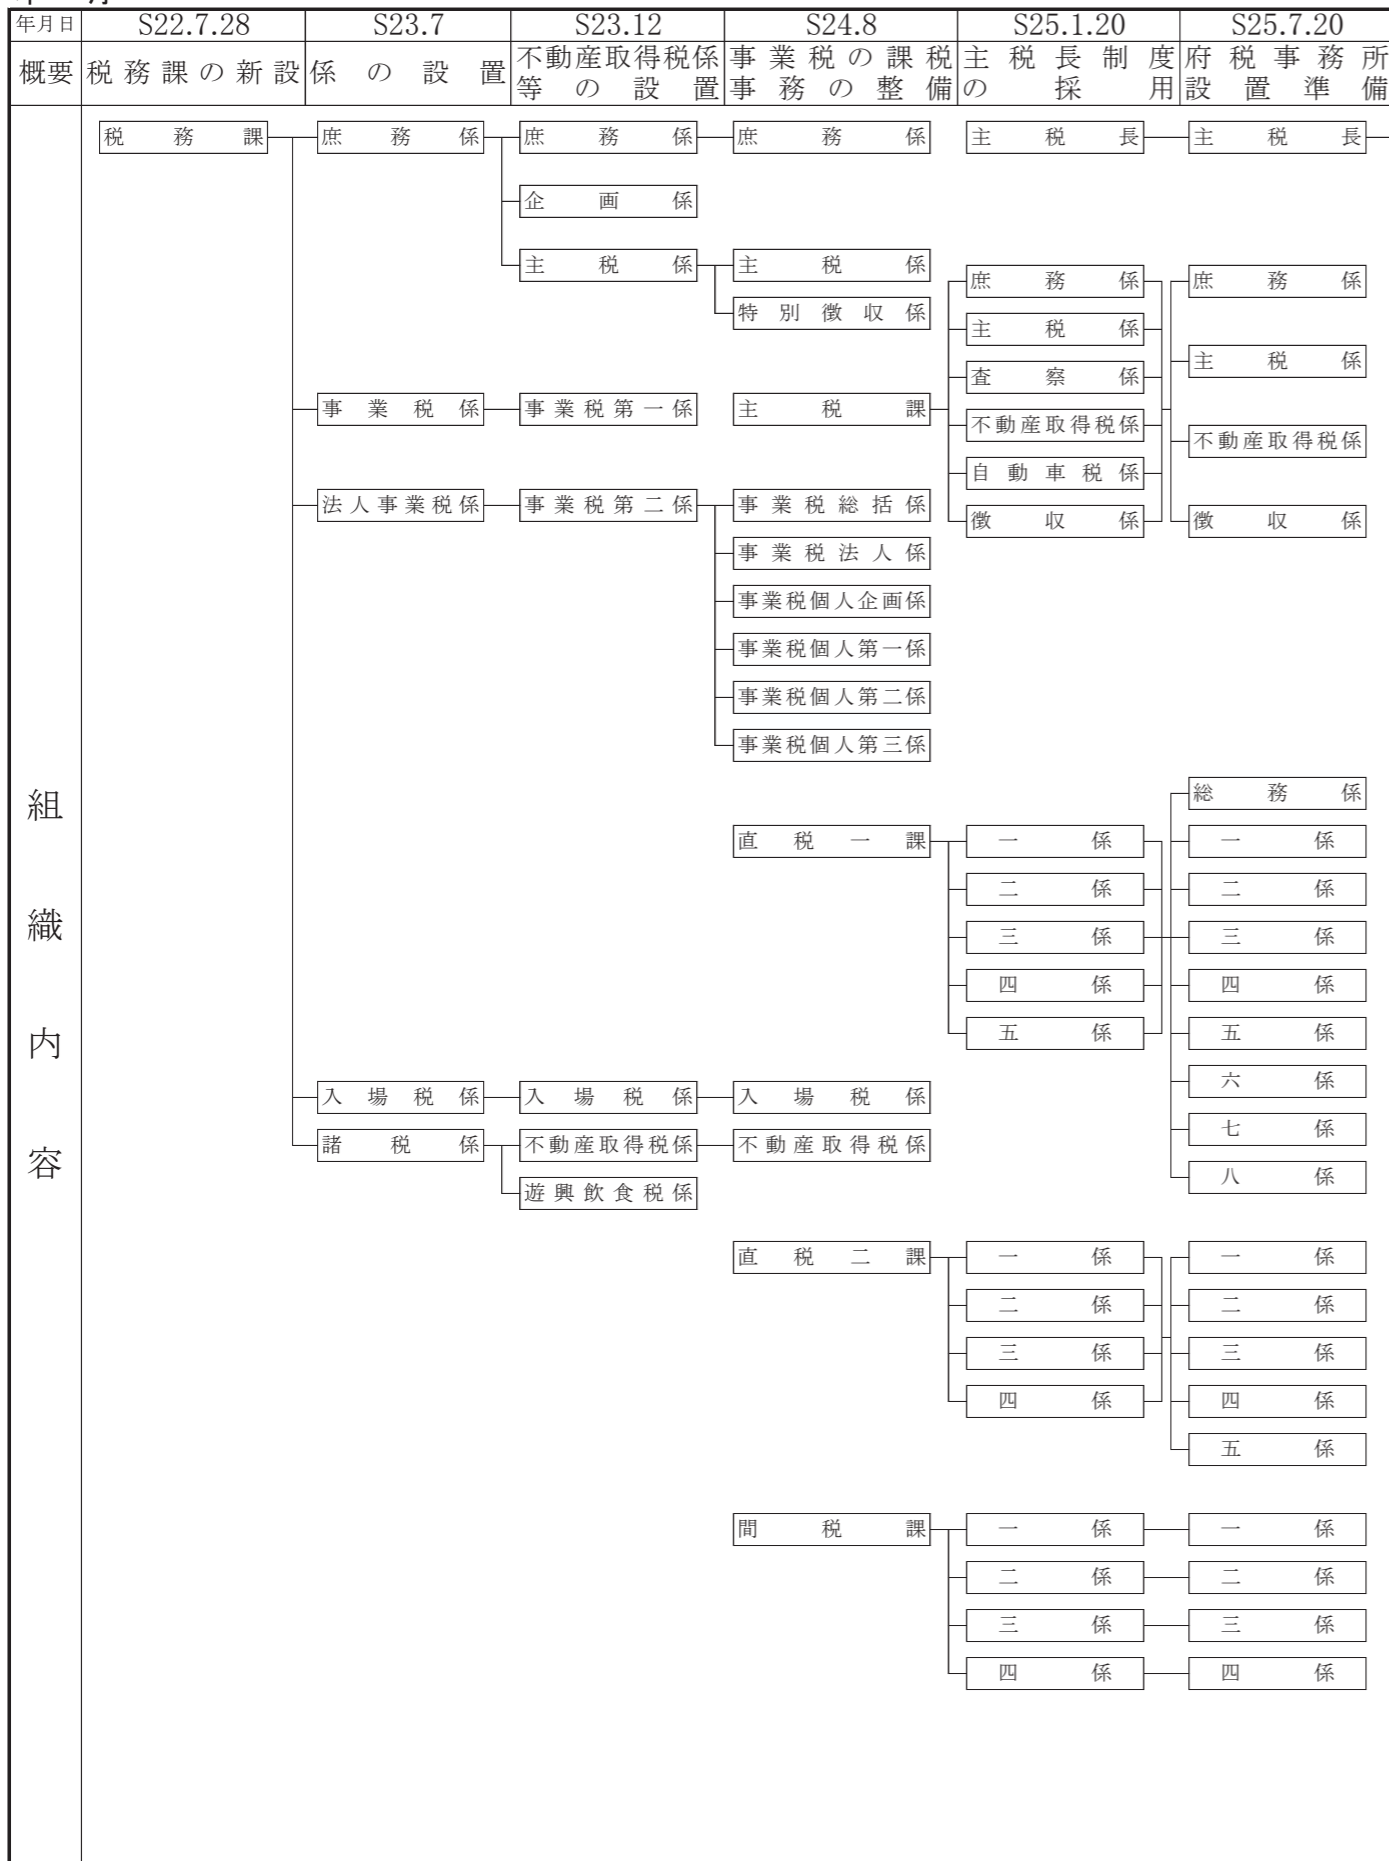 年月日 S22.7.28 S23.7 S23.12 S24.8 S25.1.20 S25.7.20
概要 税務課の新設 係の設置 不動産取得税係等の設置 事業税の課税事務の整備 主税長制度の採用 府税事務所設置準備
組織内容
税務課 庶務係 庶務係 庶務係 主税長 主税長
企画係
主税係 主税係
庶務係 庶務係
特別徴収係
主税係
主税係
査察係
事業税係 事業税第一係 主税課
不動産取得税係
不動産取得税係
自動車税係
法人事業税係 事業税第二係 事業税総括係
徴収係 徴収係
事業税法人係
事業税個人企画係
事業税個人第一係
事業税個人第二係
事業税個人第三係
総務係
直税一課 一係 一係
二係 二係
三係 三係
四係 四係
五係 五係
六係
入場税係 入場税係 入場税係
七係
諸税係 不動産取得税係 不動産取得税係
八係
遊興飲食税係
直税二課 一係 一係
二係 二係
三係 三係
四係 四係
五係
間税課 一係 一係
二係 二係
三係 三係
四係 四係